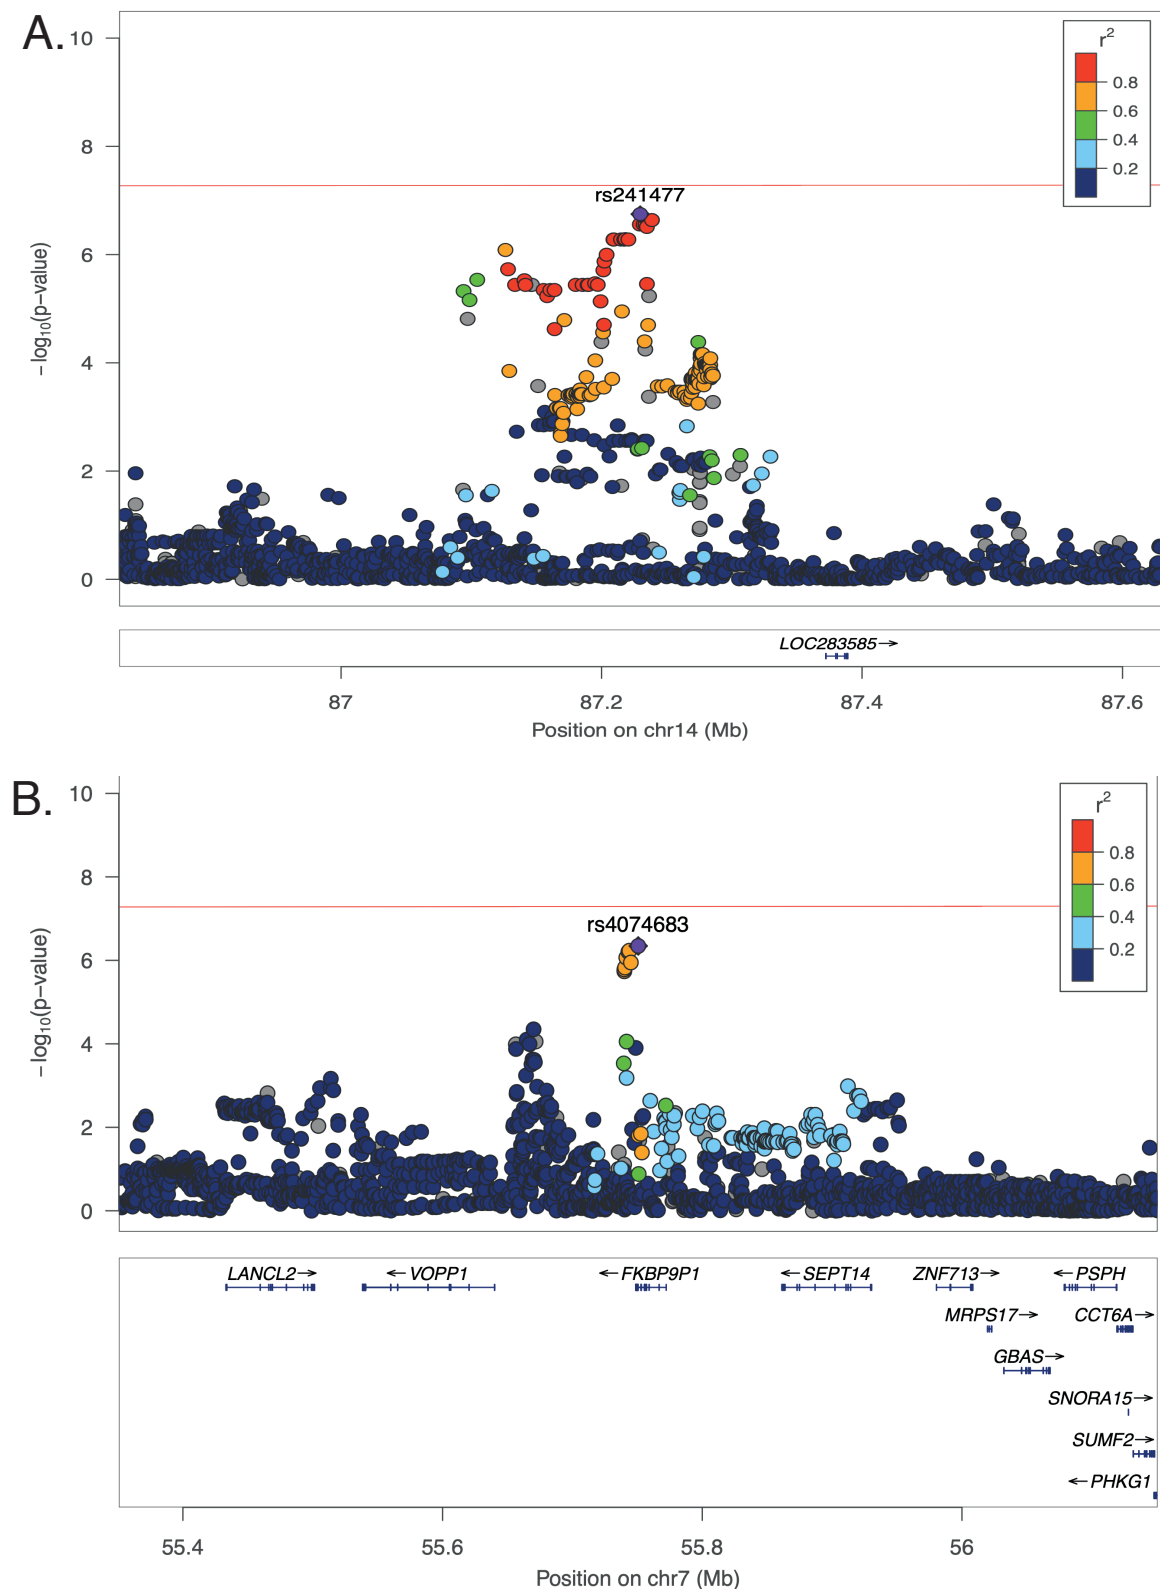 A.
10
8
6
4
2
0
−log10(p−value)
r2
0.8
0.6
0.4
0.2
rs241477
LOC283585→
87
87.2
87.4
87.6
Position on chr14 (Mb)
B.
10
8
6
4
2
0
−log10(p−value)
r2
0.8
0.6
0.4
0.2
rs4074683
LANCL2→ ←VOPP1 ←FKBP9P1 ←SEPT14 ZNF713→ ←PSPH
MRPS17→ CCT6A→
GBAS→
SNORA15→
SUMF2→
←PHKG1
55.4
55.6
55.8
56
Position on chr7 (Mb)